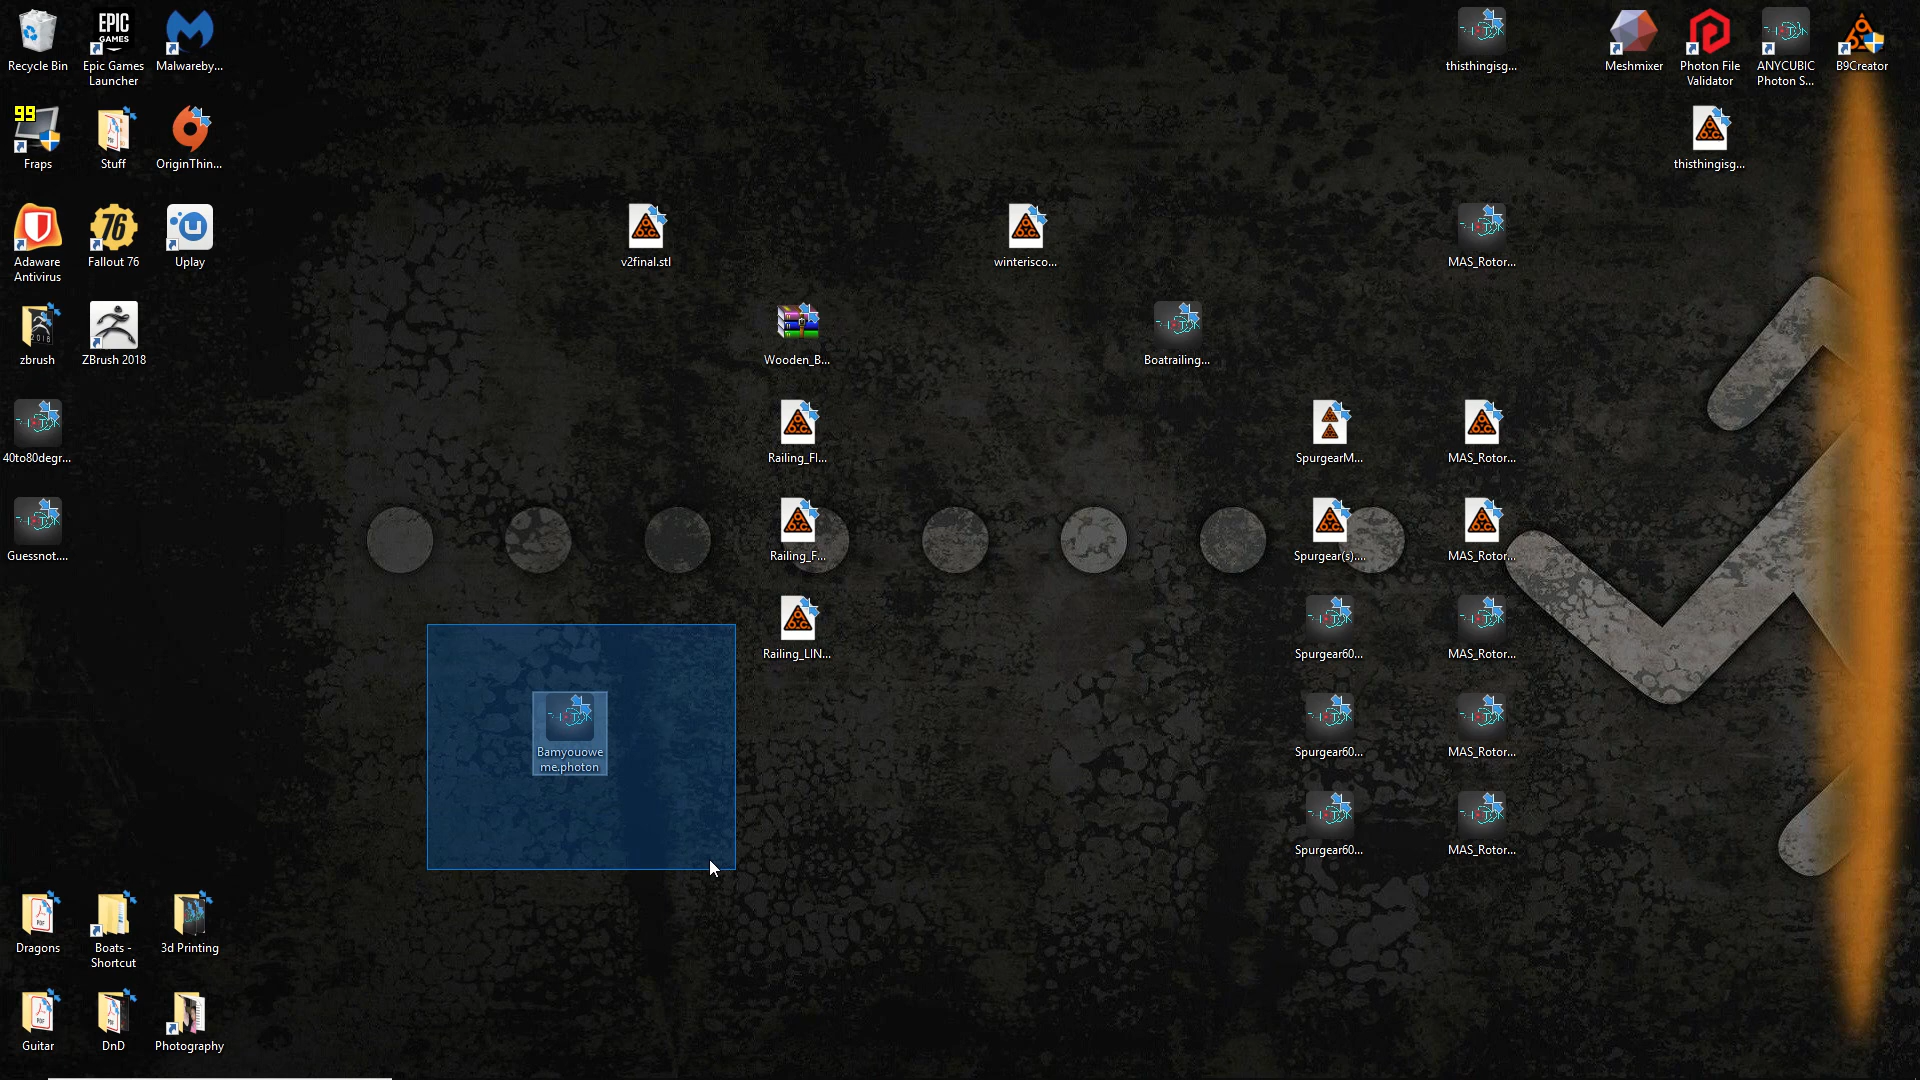 Recycle Bin
EPIC
GAMES
Epic Games
Launcher
Malwareby...
thisthingisg...
Meshmixer
Photon File
Validator
ANYCUBIC
Photon S...
B9Creator
99
Fraps
Stuff
OriginThin...
thisthingisg...
Adaware
Antivirus
76
Fallout 76
Uplay
v2final.stl
winterisco...
MAS_Rotor...
zbrush
ZBrush 2018
Wooden_B...
Boatrailing...
40to80degr...
Railing_Fl...
SpurgearM...
MAS_Rotor...
Guessnot....
Railing_F...
Spurgear(s)....
MAS_Rotor...
Railing_LIN...
Spurgear60...
MAS_Rotor...
Bamyouowe
me.photon
Spurgear60...
MAS_Rotor...
Spurgear60...
MAS_Rotor...
Dragons
Boats -
Shortcut
3d Printing
Guitar
DnD
Photography